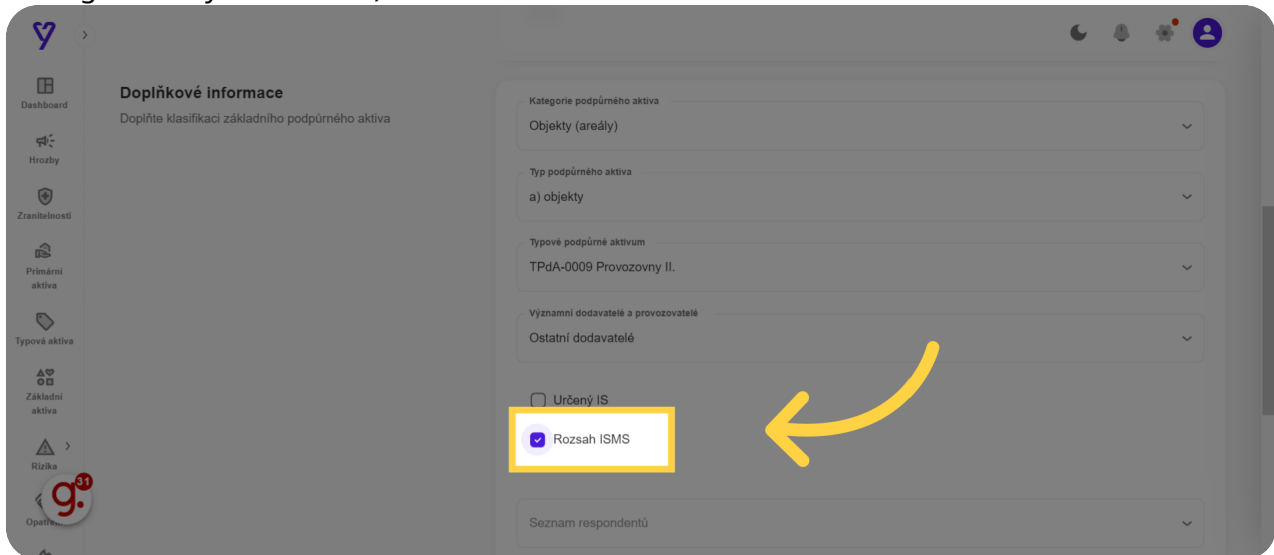 Dashboard
Hrozby
Zranitelnosti
Primární
aktiva
Typová aktiva
Základní
aktiva
Rizika
31
g.
Doplňkové informace
Doplňte klasifikaci základního podpůrného aktiva
Kategorie podpůrného aktiva
Objekty (areály)
Typ podpůrného aktiva
a) objekty
Typové podpůrné aktivum
TPdA-0009 Provozovny II.
Významní dodavatelé a provozovatelé
Ostatní dodavatelé
Určený IS
Rozsah ISMS
Seznam respondentů